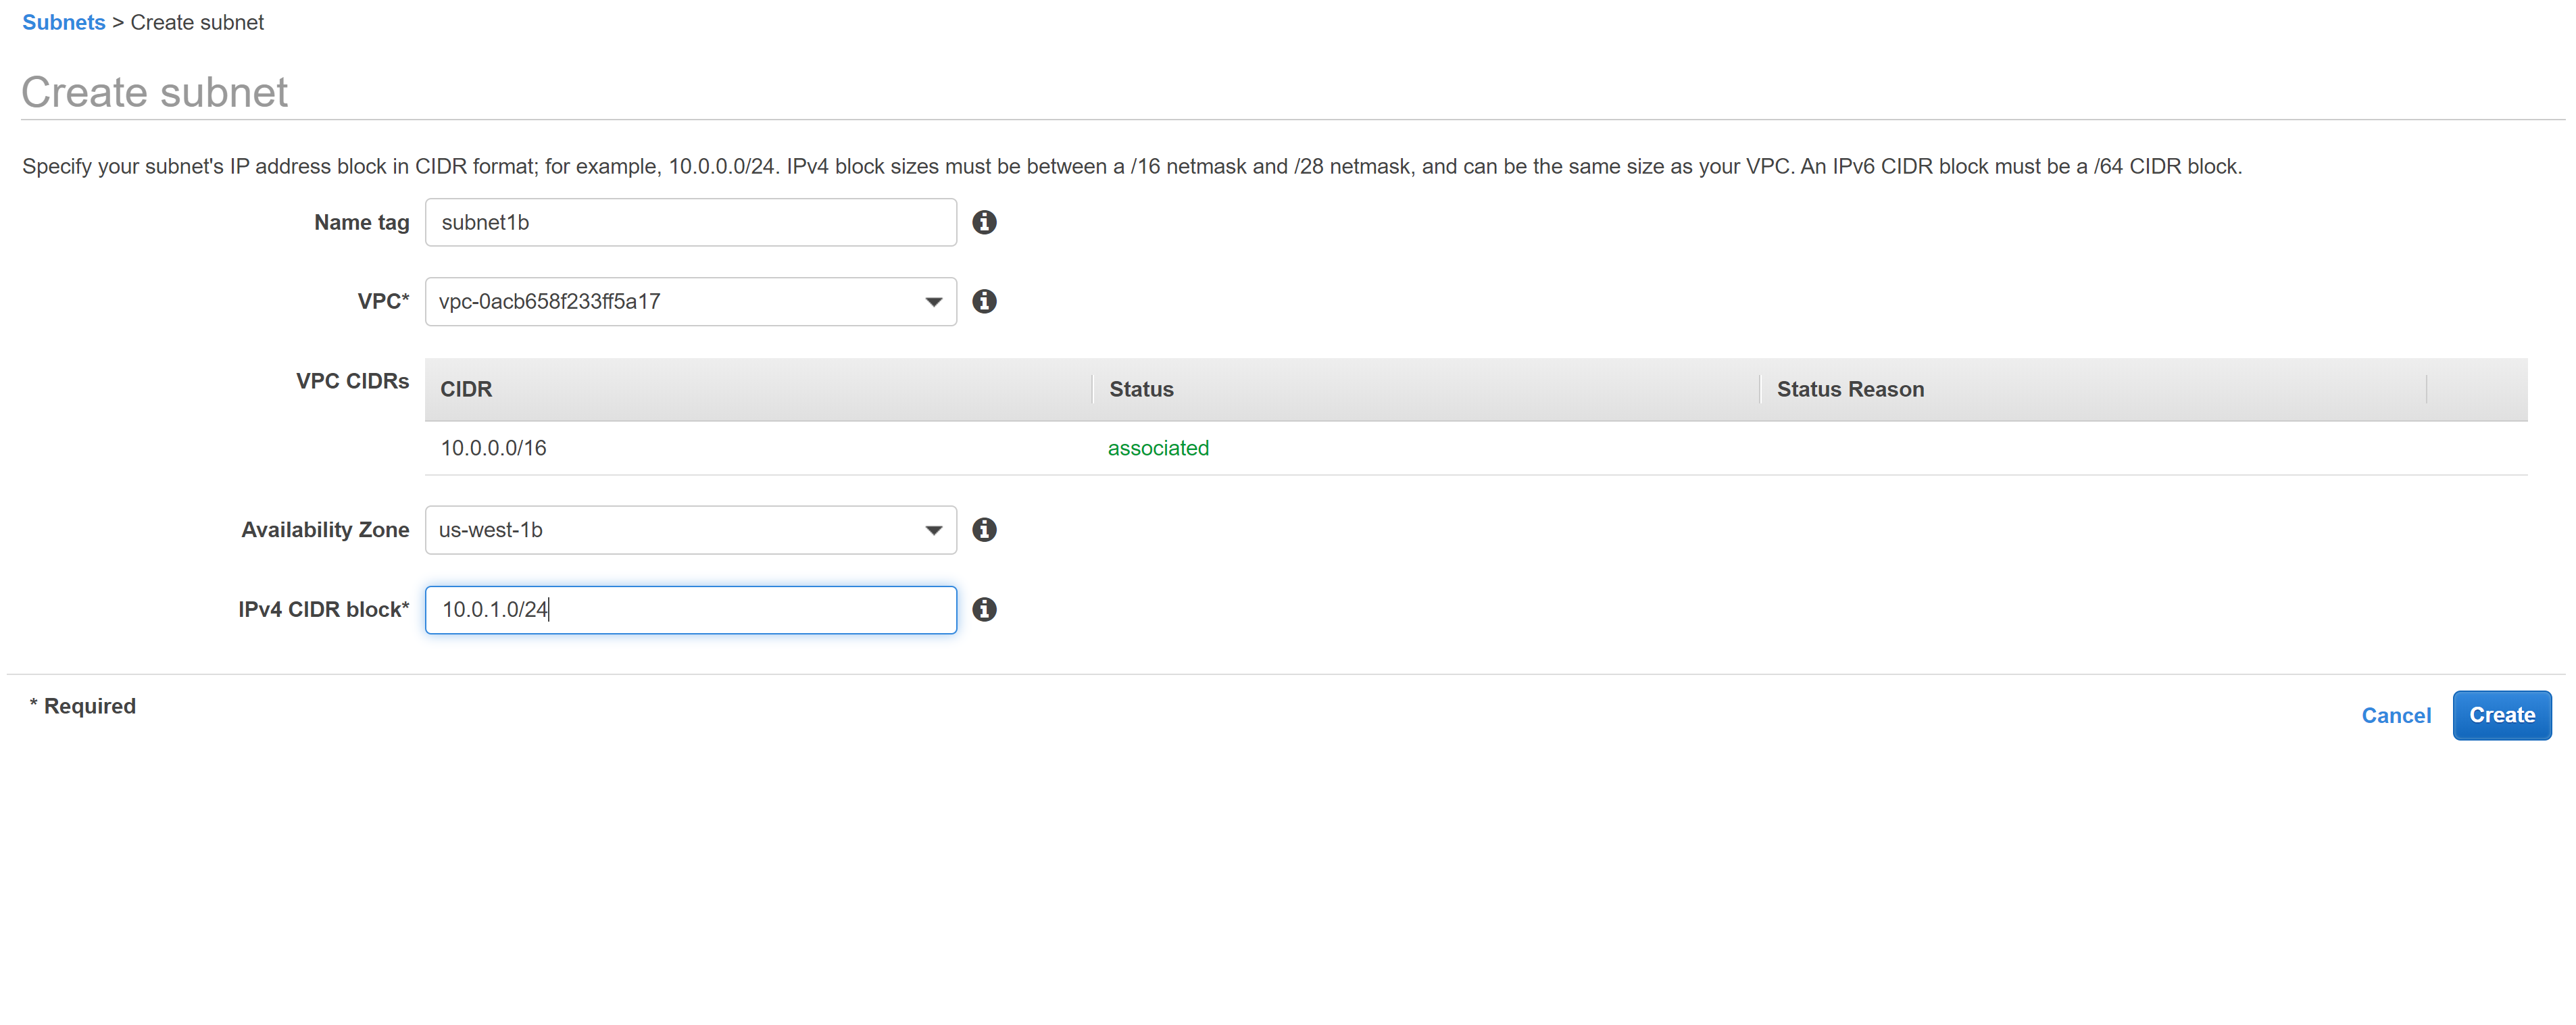 Subnets > Create subnet
Create subnet
Specify your subnet's IP address block in CIDR format; for example, 10.0.0.0/24. IPv4 block sizes must be between a /16 netmask and /28 netmask, and can be the same size as your VPC. An IPv6 CIDR block must be a /64 CIDR block.
Name tag subnet1b
VPC* vpc-0acb658f233ff5a17
VPC CIDRs CIDR Status Status Reason
10.0.0.0/16 associated
Availability Zone us-west-1b
IPv4 CIDR block* 10.0.1.0/24
* Required
Cancel Create